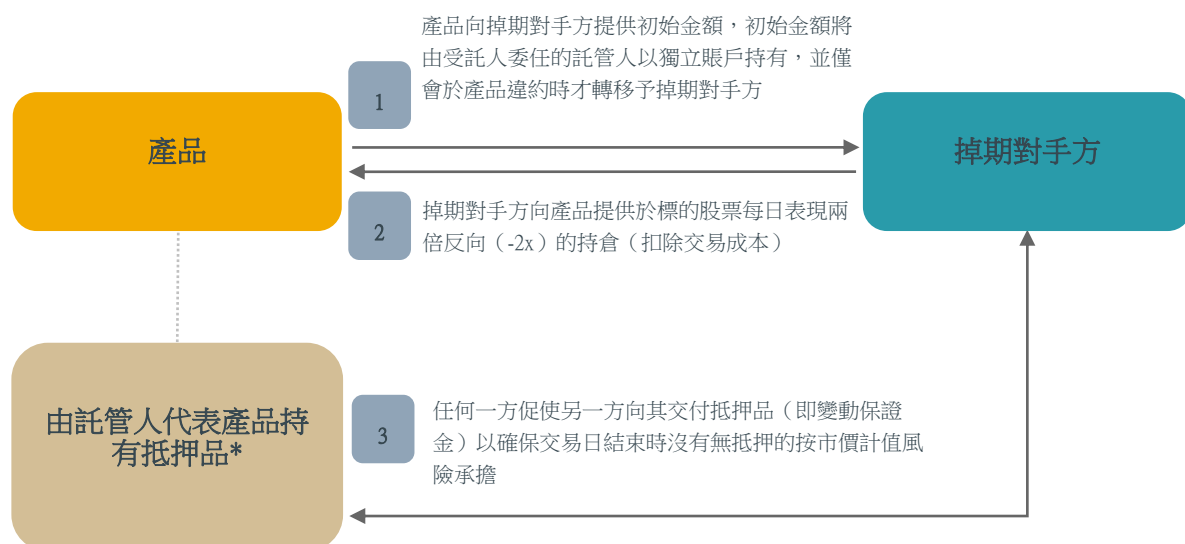 產品向掉期對手方提供初始金額，初始金額將
由受託人委任的託管人以獨立賬戶持有，並僅
會於產品違約時才轉移予掉期對手方
1
產品
掉期對手方
2
掉期對手方向產品提供於標的股票每日表現兩
倍反向（-2x）的持倉（扣除交易成本）
由託管人代表產品持
有抵押品*
3
任何一方促使另一方向其交付抵押品（即變動保證
金）以確保交易日結束時沒有無抵押的按市價計值風
險承擔